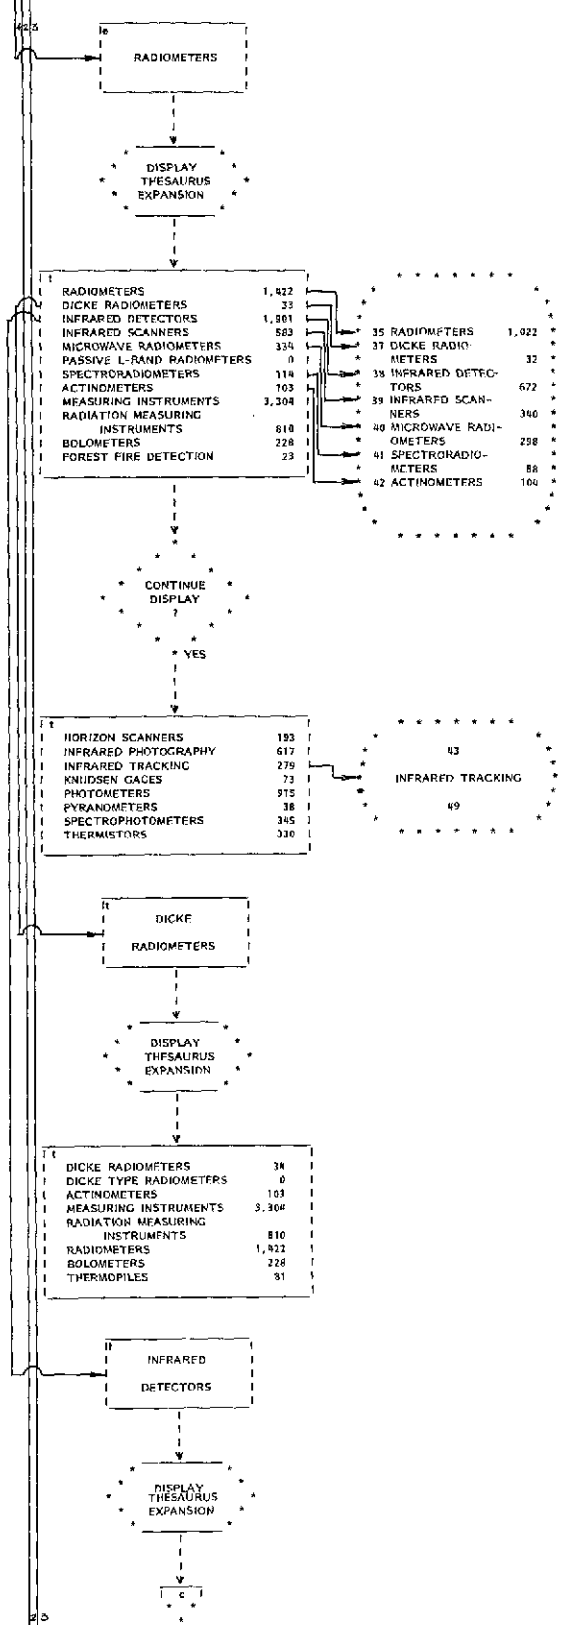 4 2 3
e
RADIOMETERS
DISPLAY
THESAURUS
EXPANSION
t
RADIOMETERS 1,422
DICKE RADIOMETERS 33
INFRARED DETECTORS 1,901
INFRARED SCANNERS 583
MICROWAVE RADIOMETERS 334
PASSIVE L-BAND RADIOMETERS 0
SPECTRORADIOMETERS 114
ACTINOMETERS 103
MEASURING INSTRUMENTS 3,304
RADIATION MEASURING
INSTRUMENTS 810
BOLOMETERS 228
FOREST FIRE DETECTION 23
35 RADIOMETERS 1,022
37 DICKE RADIO-
METERS 32
38 INFRARED DETEC-
TORS 672
39 INFRARED SCAN-
NERS 340
40 MICROWAVE RADI-
OMETERS 298
41 SPECTRORADIO-
METERS 88
42 ACTINOMETERS 104
CONTINUE
DISPLAY
?
YES
t
HORIZON SCANNERS 193
INFRARED PHOTOGRAPHY 617
INFRARED TRACKING 279
KNUDSEN GAGES 73
PHOTOMETERS 975
PYRANOMETERS 38
SPECTROPHOTOMETERS 345
THERMISTORS 330
43
INFRARED TRACKING
49
t
DICKE
RADIOMETERS
DISPLAY
THESAURUS
EXPANSION
t
DICKE RADIOMETERS
DICKE TYPE RADIOMETERS 0
ACTINOMETERS 103
MEASURING INSTRUMENTS 3,304
RADIATION MEASURING
INSTRUMENTS 810
RADIOMETERS 1,422
BOLOMETERS 228
THERMOPILES 81
t
INFRARED
DETECTORS
DISPLAY
THESAURUS
EXPANSION
c
2 3